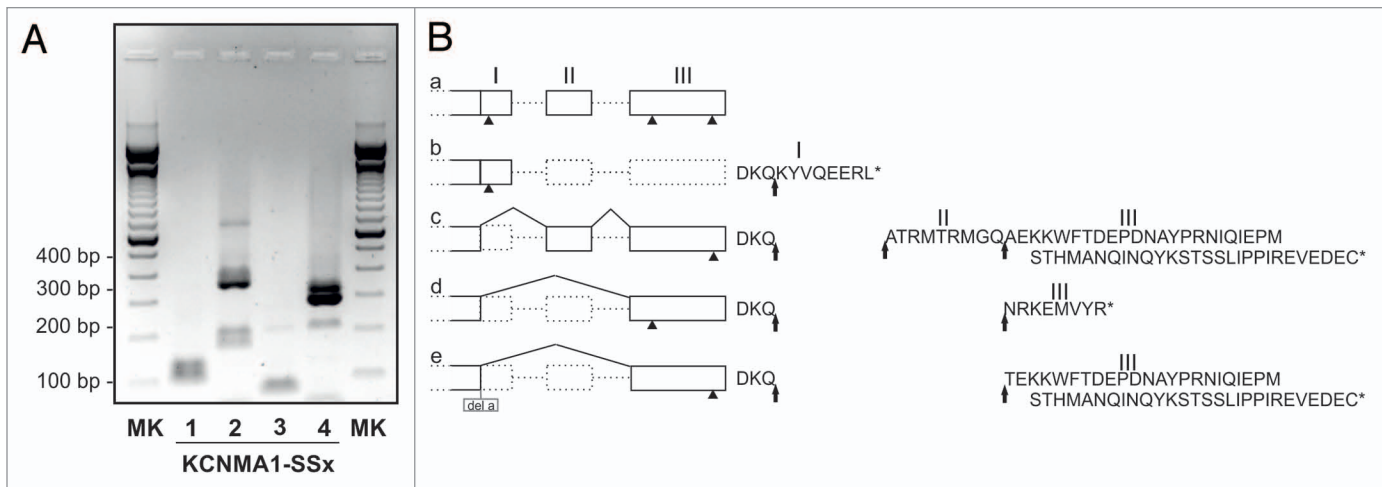 A
400 bp -
300 bp -
200 bp -
100 bp -
MK 1 2 3 4 MK
KCNMA1-SSx
B
I II III
a
b
I
DKQKYVQEERL*
c
II III
DKQ ATRMTRMGQAEKKWFTDEPDNAYPRNIQIEPM
STHMANQINQYKSTSSLIPPIREVEDEC*
d
III
DKQ NRKEMVYR*
e
III
DKQ TEKKWFTDEPDNAYPRNIQIEPM
STHMANQINQYKSTSSLIPPIREVEDEC*
del a